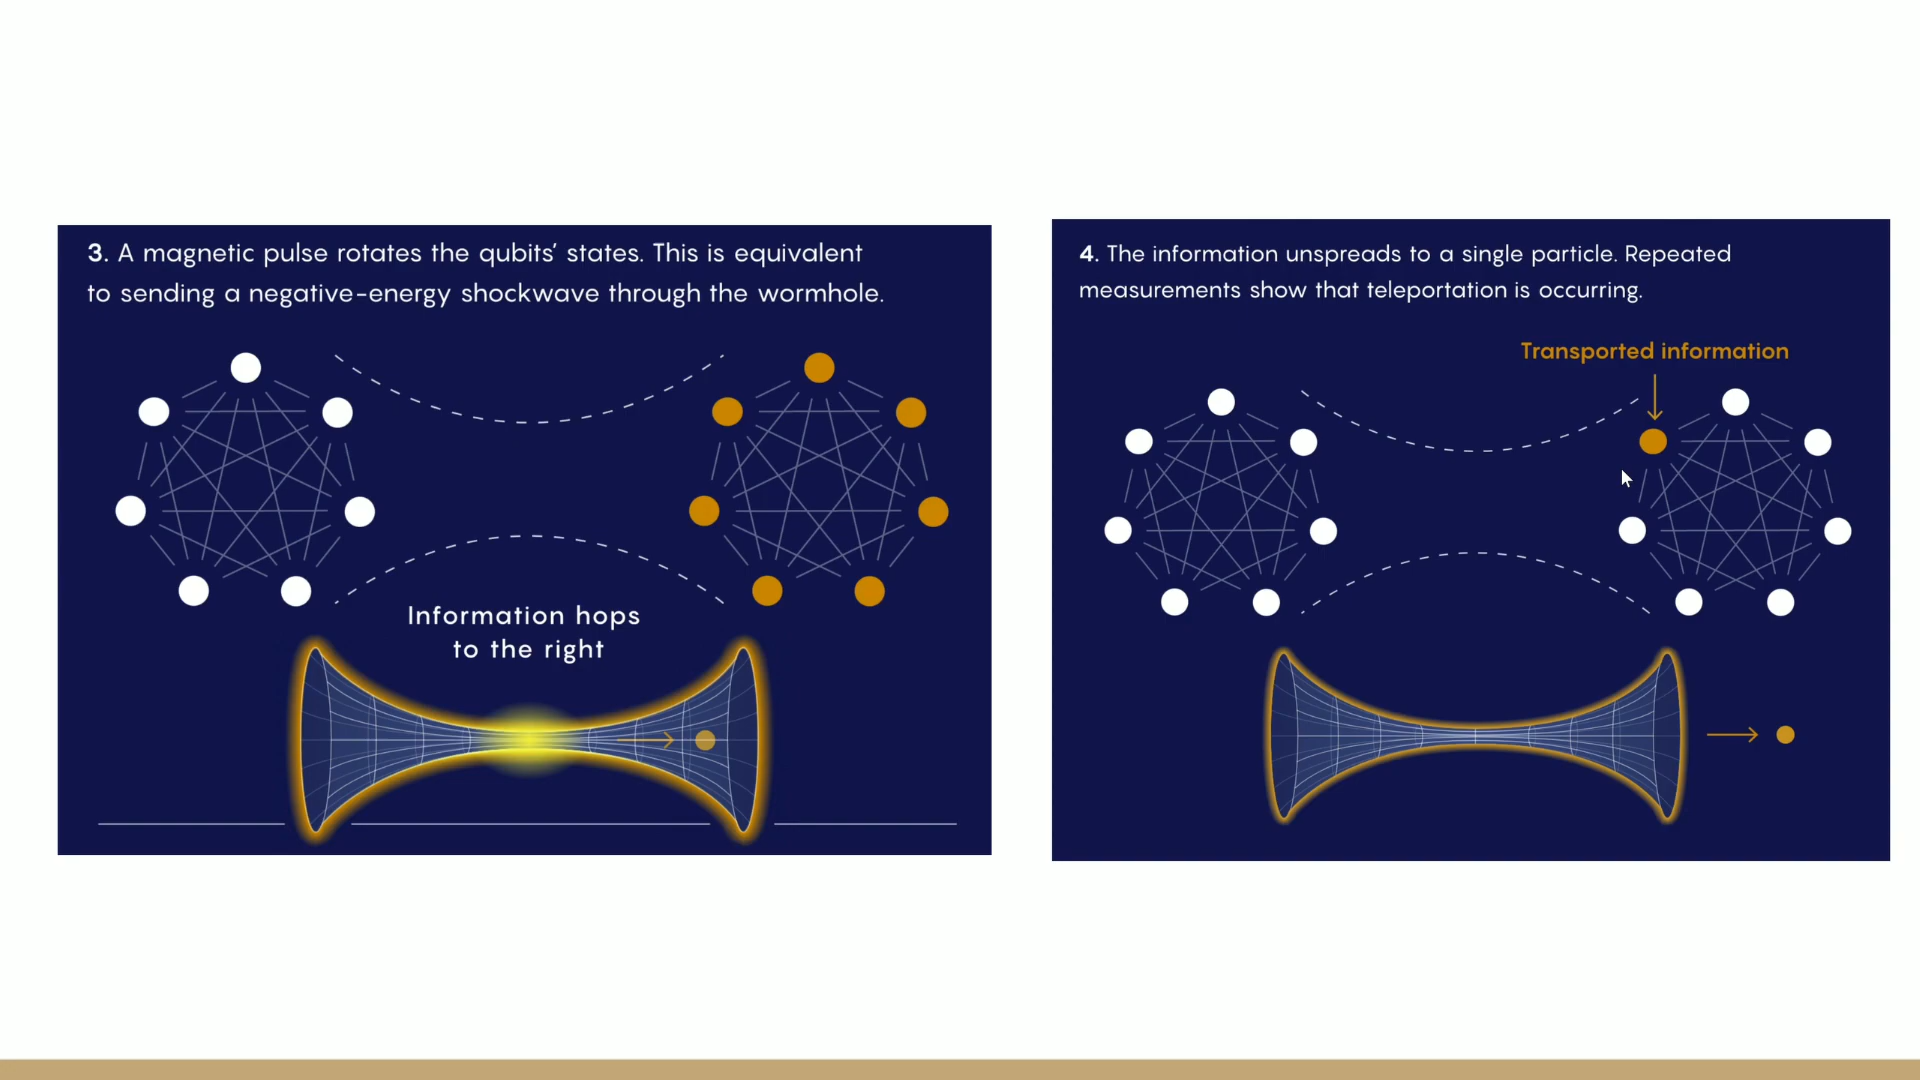 3. A magnetic pulse rotates the qubits’ states. This is equivalent
to sending a negative-energy shockwave through the wormhole.
Information hops
to the right
4. The information unspreads to a single particle. Repeated
measurements show that teleportation is occurring.
Transported information